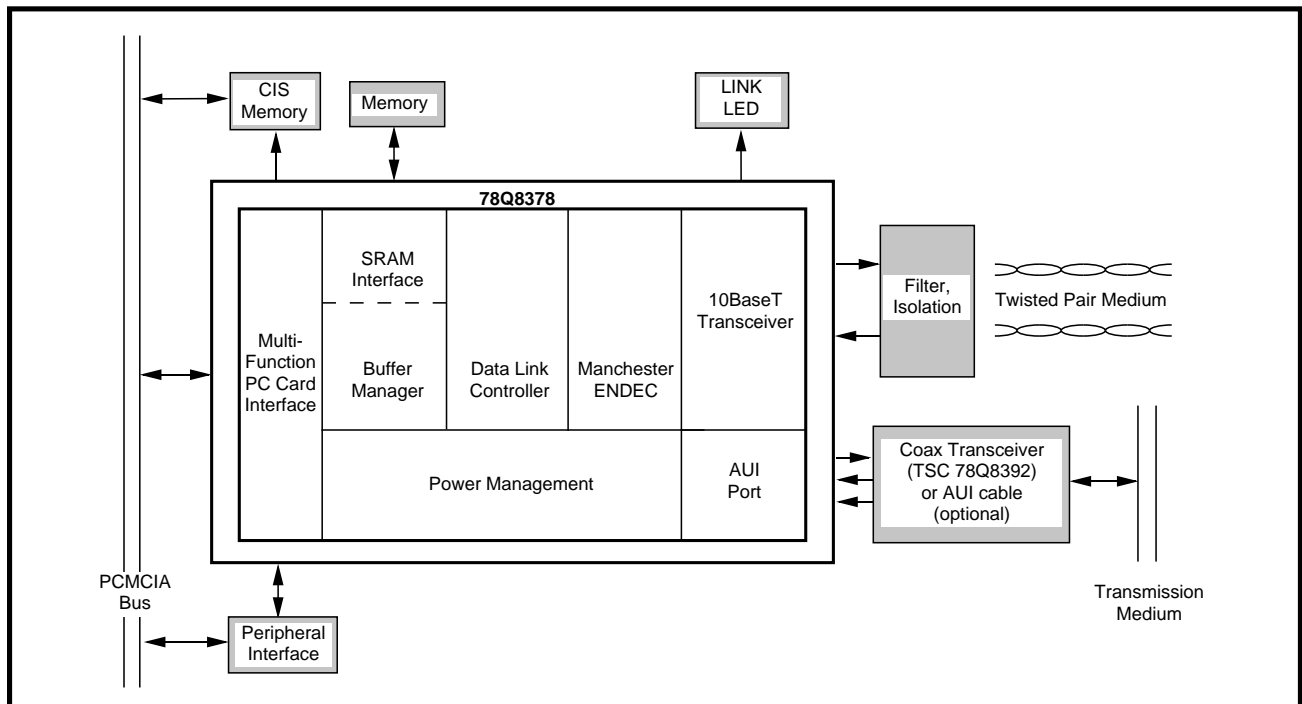 CIS
Memory
Memory
LINK
LED
78Q8378
SRAM
Interface
Multi-
Function
PC Card
Interface
Buffer
Manager
Data Link
Controller
Manchester
ENDEC
10BaseT
Transceiver
Filter,
Isolation
Twisted Pair Medium
Power Management
AUI
Port
Coax Transceiver
(TSC 78Q8392)
or AUI cable
(optional)
PCMCIA
Bus
Peripheral
Interface
Transmission
Medium